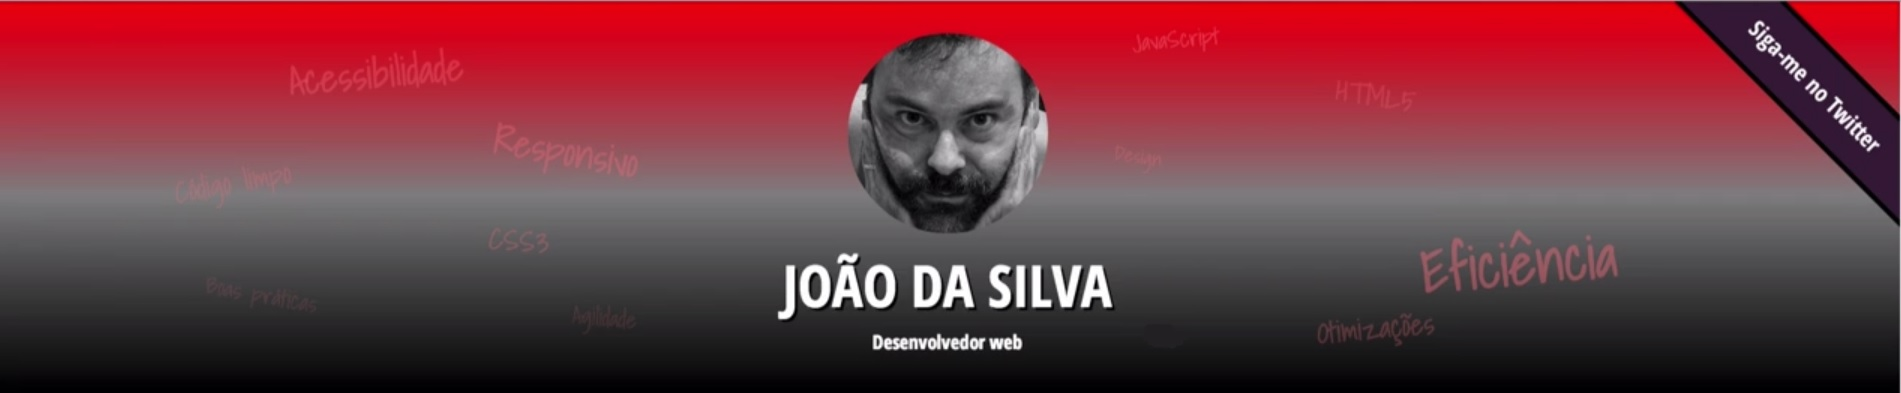 JavaScript
Siga-me no Twitter
Acessibilidade
HTML5
Responsivo
Design
Código limpo
CSS3
Eficiência
JOÃO DA SILVA
Boas práticas
Agilidade
Otimizações
Desenvolvedor web